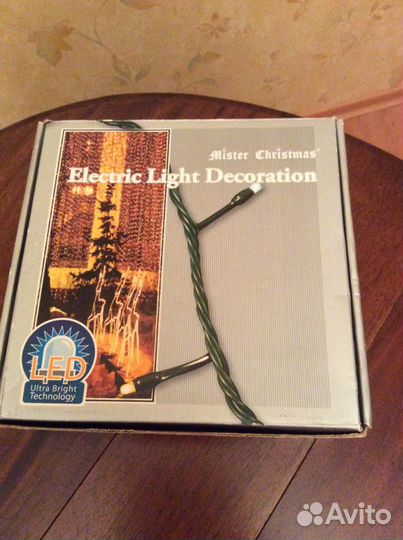 Mister Christmas®
Electric Light Decoration
LED
Ultra Bright
Technology
Avito